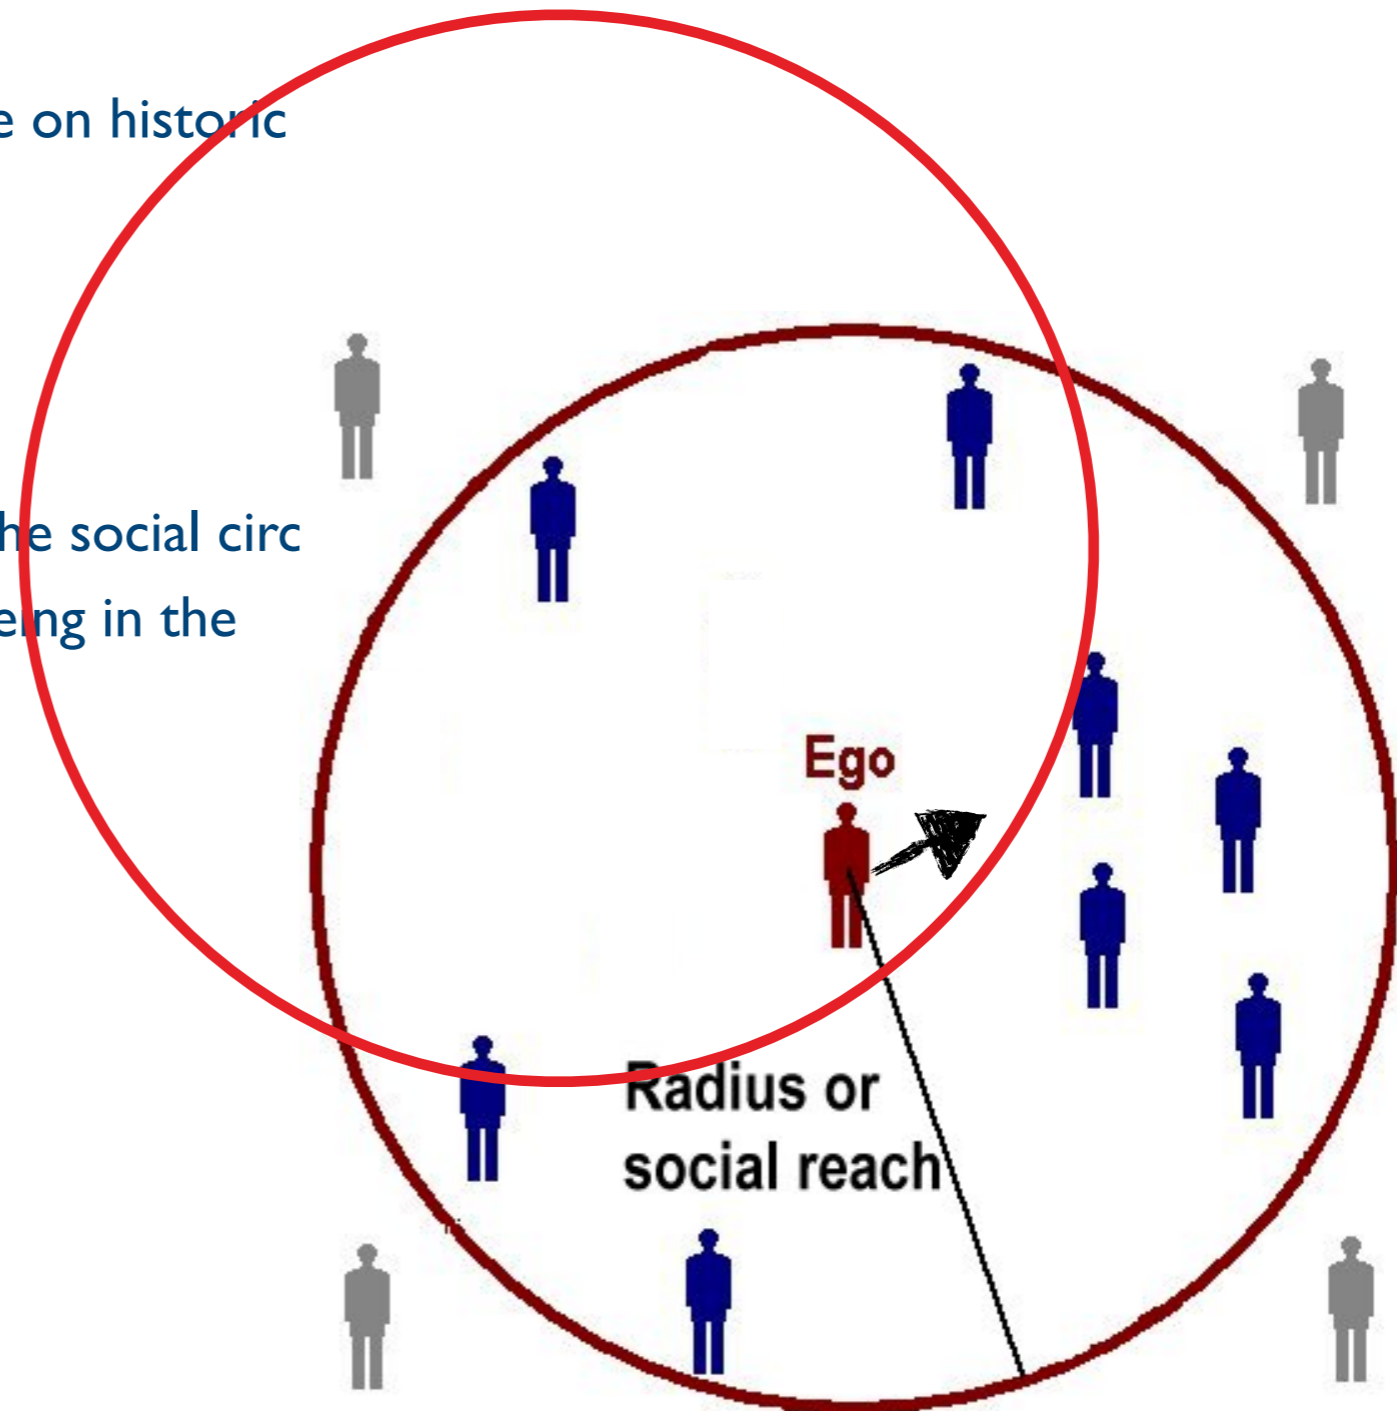 e on historic
he social circ
eing in the
Ego
Radius or
social reach